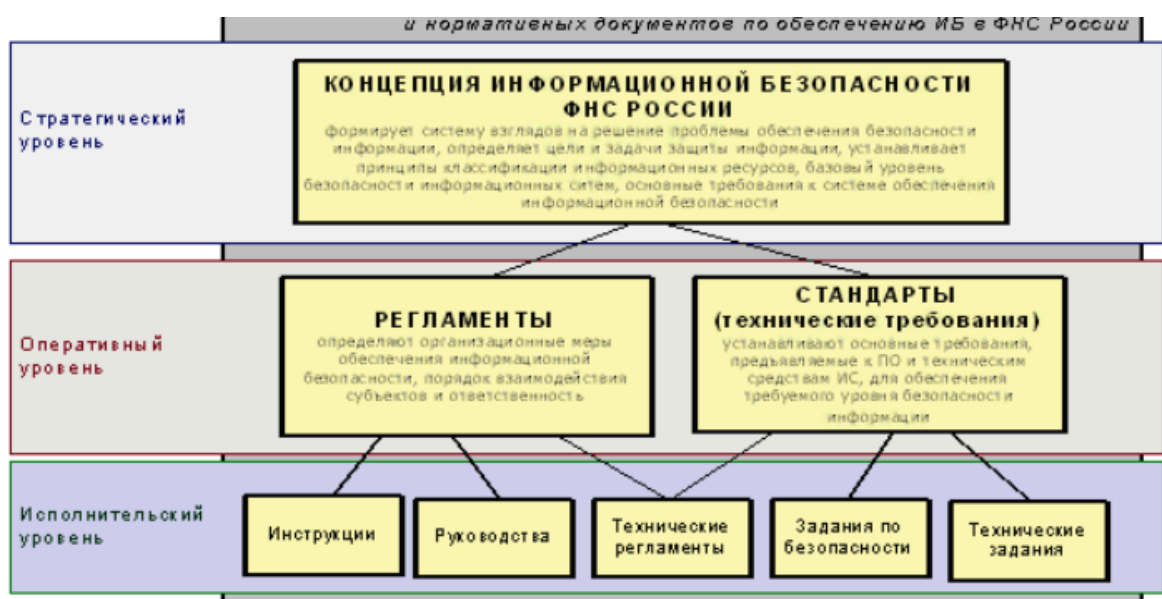 и нормативных документов по обеспечению ИБ в ФНС России
Стратегический
уровень
КОНЦЕПЦИЯ ИНФОРМАЦИОННОЙ БЕЗОПАСНОСТИ
ФНС РОССИИ
формирует систему взглядов на решение проблемы обеспечения безопасности
информации, определяет цели и задачи защиты информации, устанавливает
принципы классификации информационных ресурсов, базовый уровень
безопасности информационных ситем, основные требования к системе обеспечения
информационной безопасности
Оперативный
уровень
РЕГЛАМЕНТЫ
определяют организационные меры
обеспечения информационной
безопасности, порядок взаимодействия
субъектов и ответственность
СТАНДАРТЫ
(технические требования)
устанавливают основные требования,
предъявляемые к ПО и техническим
средствам ИС, для обеспечения
требуемого уровня безопасности
информации
Исполнительский
уровень
Инструкции
Руководства
Технические
регламенты
Задания по
безопасности
Технические
задания